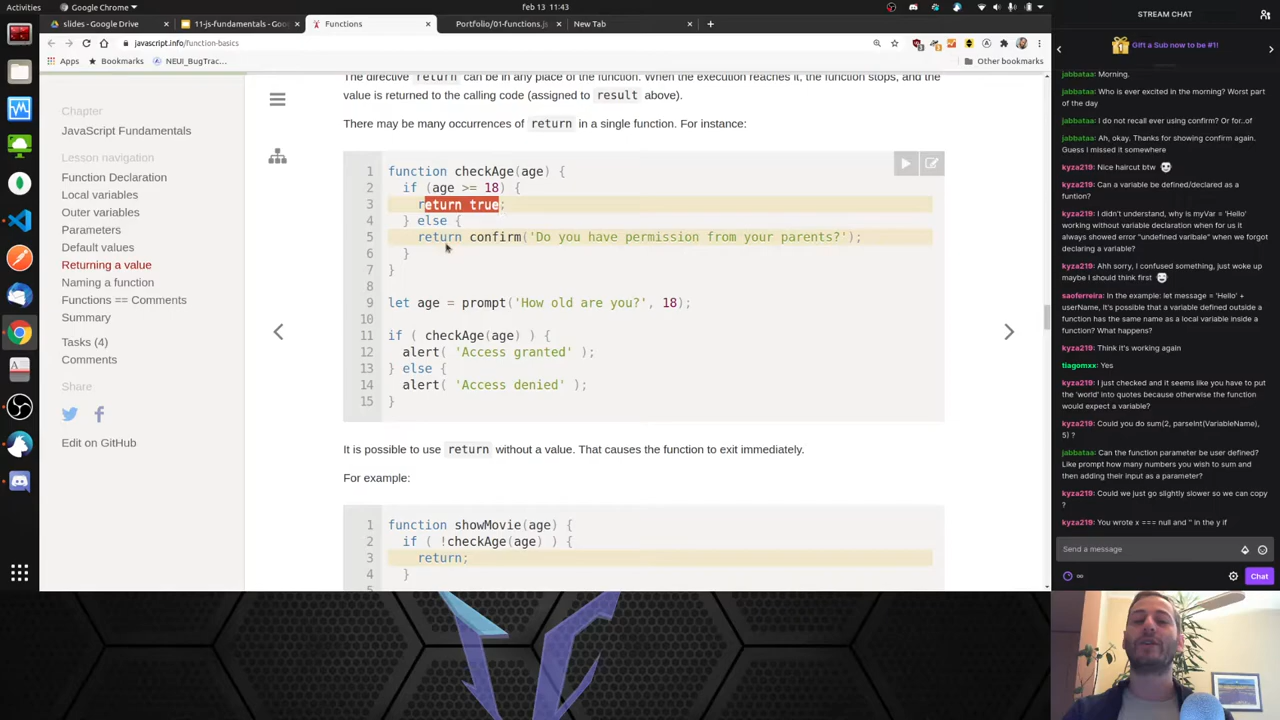 Activities
Google Chrome
feb 13 11:43
slides - Google Drive
11-js-fundamentals - Goog
Functions
Portfolio/01-functions.js
New Tab
javascript.info/function-basics
Apps
Bookmarks
NEUI_BugTrac...
Other bookmarks
Chapter
JavaScript Fundamentals
Lesson navigation
Function Declaration
Local variables
Outer variables
Parameters
Default values
Returning a value
Naming a function
Functions == Comments
Summary
Tasks (4)
Comments
Share
Edit on GitHub
The directive return can be in any place of the function. When the execution reaches it, the function stops, and the
value is returned to the calling code (assigned to result above).
There may be many occurrences of return in a single function. For instance:
1 function checkAge(age) {
2 if (age >= 18) {
3 return true;
4 } else {
5 return confirm('Do you have permission from your parents?');
6 }
7 }
8
9 let age = prompt('How old are you?', 18);
10
11 if ( checkAge(age) ) {
12 alert( 'Access granted' );
13 } else {
14 alert( 'Access denied' );
15 }
It is possible to use return without a value. That causes the function to exit immediately.
For example:
1 function showMovie(age) {
2 if ( !checkAge(age) ) {
3 return;
4 }
STREAM CHAT
Gift a Sub now to be #1!
jabbataa: Morning.
jabbataa: Who is ever excited in the morning? Worst part
of the day
jabbataa: I do not recall ever using confirm? Or for..of
jabbataa: Ah, okay. Thanks for showing confirm again.
Guess I missed it somewhere
kyza219: Nice haircut btw
kyza219: Can a variable be defined/declared as a
funtion?
kyza219: I didn't understand, why is myVar = 'Hello'
working without variable declaration when for us it
always showed error "undefined varibale" when we forgot
declaring a variable?
kyza219: Ahh sorry, I confused something, just woke up
maybe I should think first
saoferreira: In the example: let message = 'Hello' +
userName, It's possible that a variable defined outside a
function has the same name as a local variable inside a
function? What happens?
kyza219: Think it's working again
tiagomxx: Yes
kyza219: I just checked and it seems like you have to put
the 'world' into quotes because otherwise the function
would expect a variable?
kyza219: Could you do sum(2, parseInt(VariableName),
5) ?
jabbataa: Can the function parameter be user defined?
Like prompt how many numbers you wish to sum and
then adding their input as a parameter?
kyza219: Could we just go slightly slower so we can copy
?
kyza219: You wrote x === null and '' in the y if
Send a message
∞
Chat